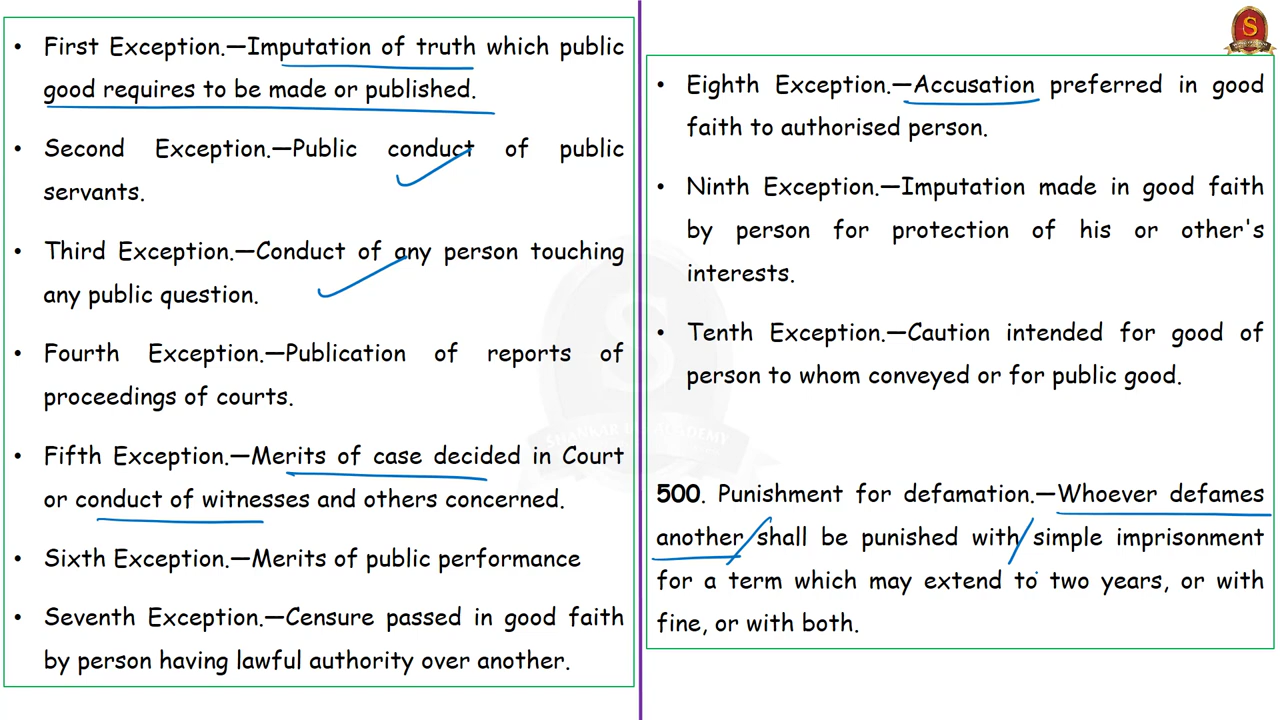 • First Exception.—Imputation of truth which public
good requires to be made or published.
• Second Exception.—Public conduct of public
servants.
• Third Exception.—Conduct of any person touching
any public question.
• Fourth Exception.—Publication of reports of
proceedings of courts.
• Fifth Exception.—Merits of case decided in Court
or conduct of witnesses and others concerned.
• Sixth Exception.—Merits of public performance
• Seventh Exception.—Censure passed in good faith
by person having lawful authority over another.
• Eighth Exception.—Accusation preferred in good
faith to authorised person.
• Ninth Exception.—Imputation made in good faith
by person for protection of his or other's
interests.
• Tenth Exception.—Caution intended for good of
person to whom conveyed or for public good.
500. Punishment for defamation.—Whoever defames
another shall be punished with simple imprisonment
for a term which may extend to two years, or with
fine, or with both.